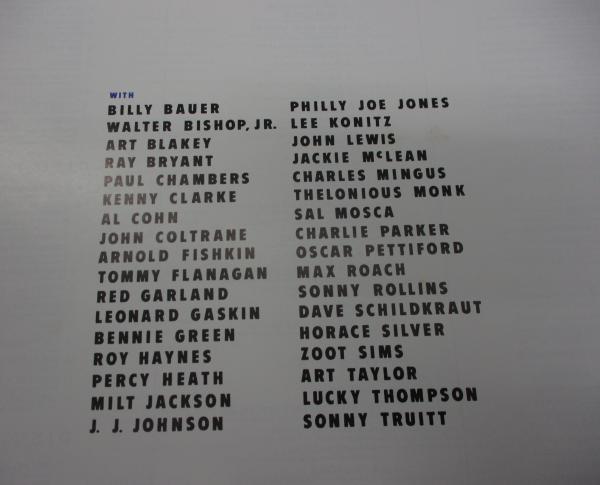 WITH
BILLY BAUER
WALTER BISHOP, JR.
ART BLAKEY
RAY BRYANT
PAUL CHAMBERS
KENNY CLARKE
AL COHN
JOHN COLTRANE
ARNOLD FISHKIN
TOMMY FLANAGAN
RED GARLAND
LEONARD GASKIN
BENNIE GREEN
ROY HAYNES
PERCY HEATH
MILT JACKSON
J. J. JOHNSON
PHILLY JOE JONES
LEE KONITZ
JOHN LEWIS
JACKIE McLEAN
CHARLES MINGUS
THELONIOUS MONK
SAL MOSCA
CHARLIE PARKER
OSCAR PETTIFORD
MAX ROACH
SONNY ROLLINS
DAVE SCHILDKRAUT
HORACE SILVER
ZOOT SIMS
ART TAYLOR
LUCKY THOMPSON
SONNY TRUITT